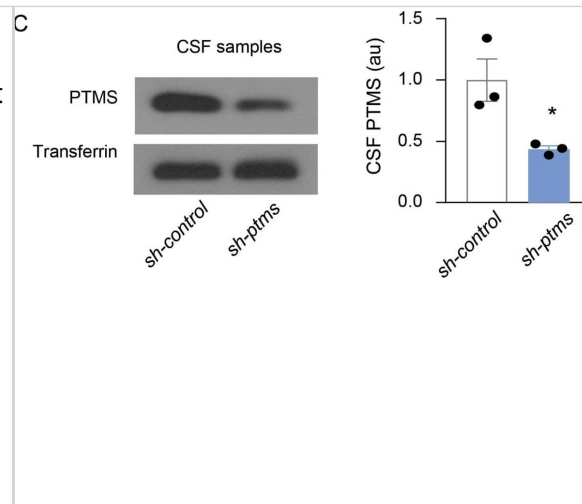 C
CSF samples
PTMS
Transferrin
sh-control
sh-ptms
CSF PTMS (au)
1.5
1.0
0.5
0.0
*
sh-control
sh-ptms